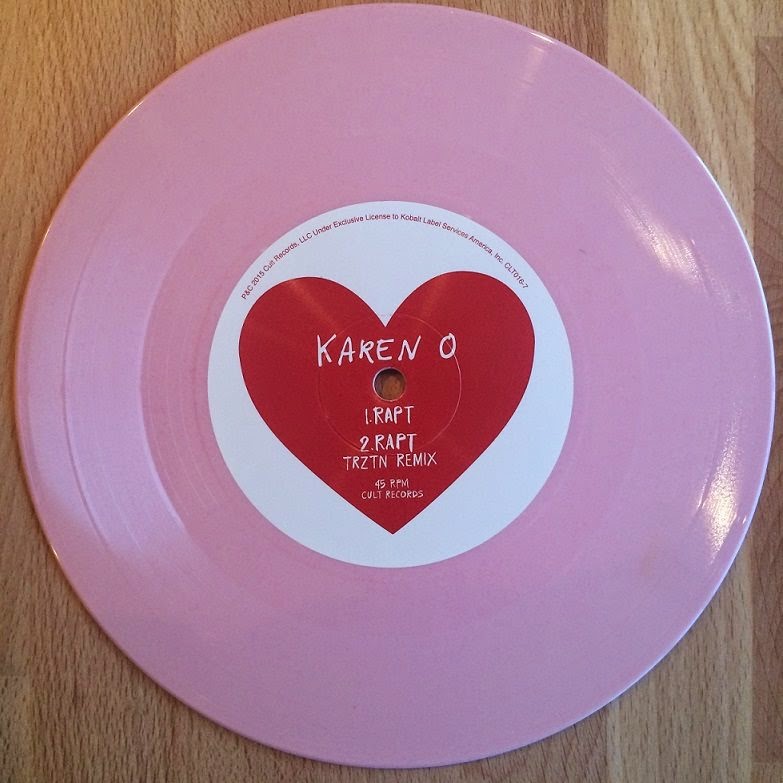 P&C 2015 Cult Records, LLC Under Exclusive License to Kobalt Label Services America, Inc. CLT016-7
KAREN O
1.RAPT
2.RAPT
TRZTN REMIX
45 RPM
CULT RECORDS